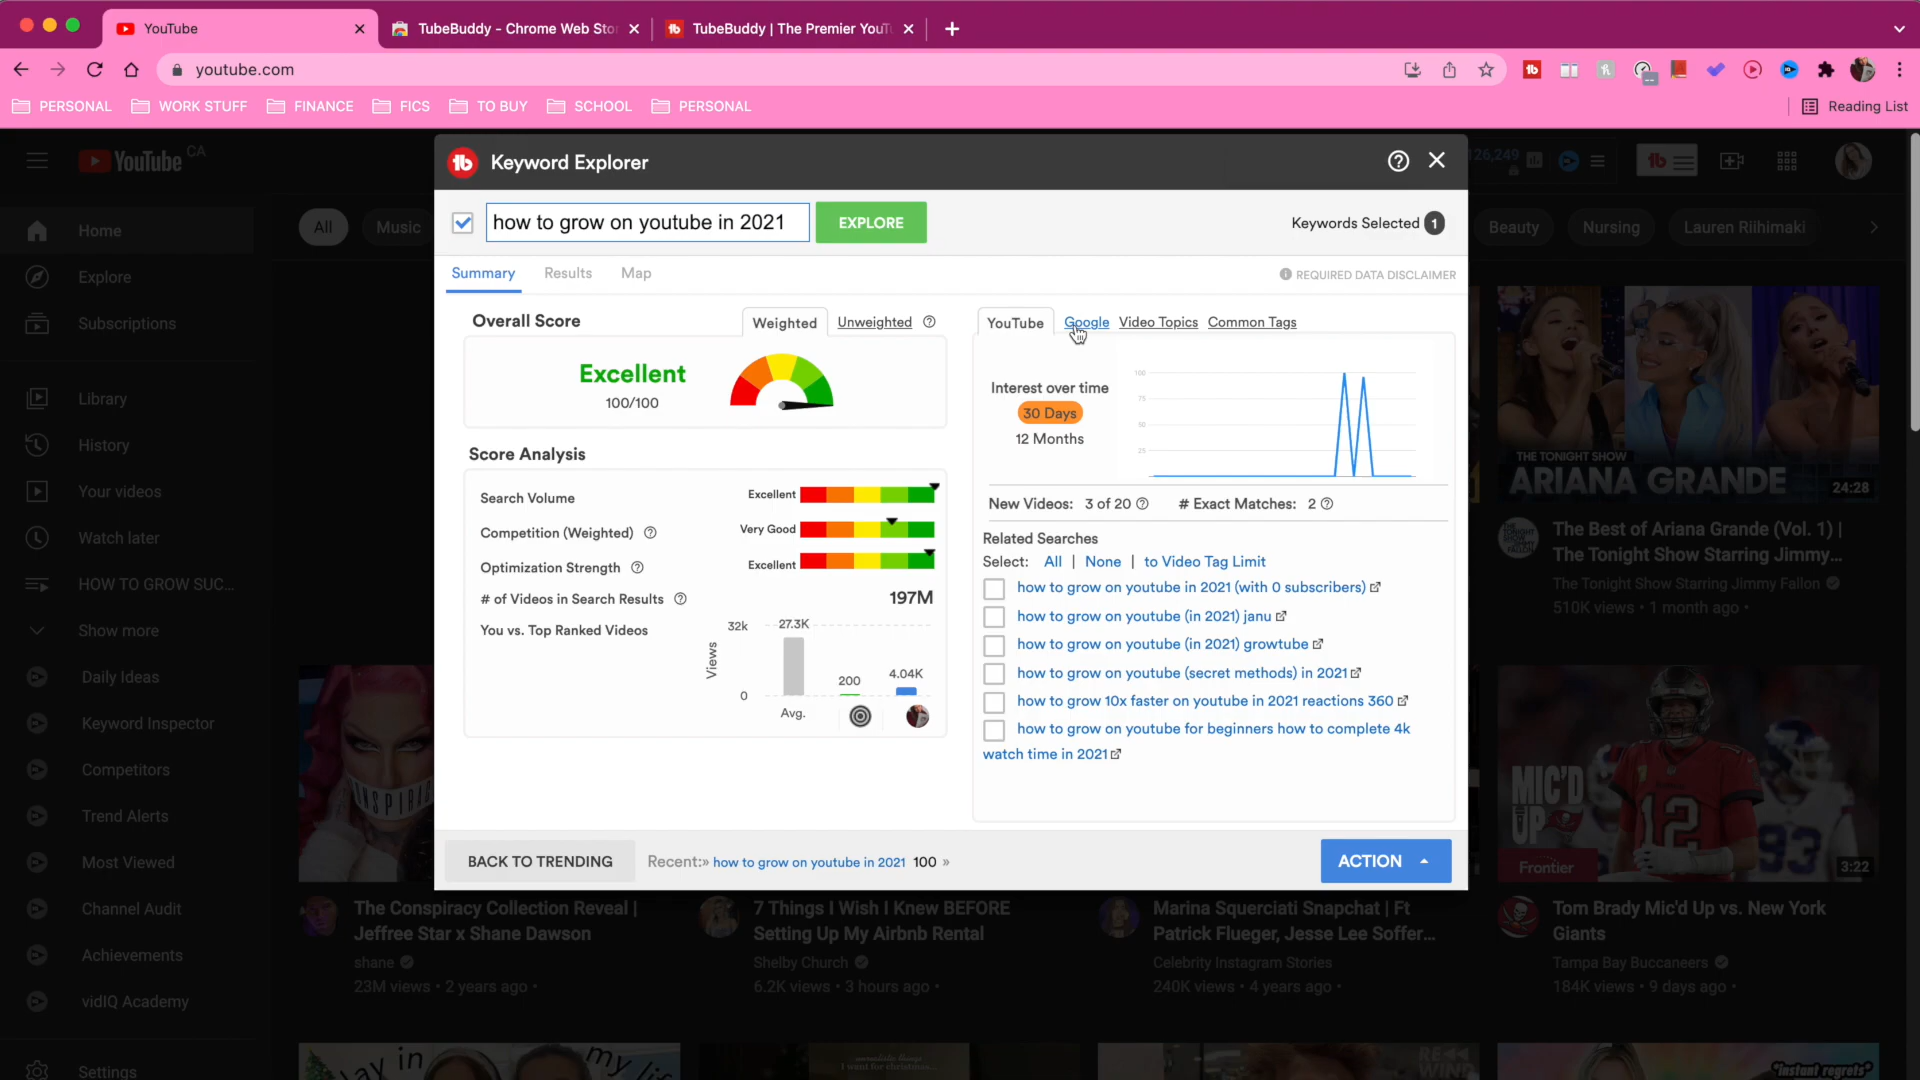 YouTube
TubeBuddy - Chrome Web Sto
TubeBuddy | The Premier YouT
youtube.com
PERSONAL
WORK STUFF
FINANCE
FICS
TO BUY
SCHOOL
PERSONAL
Reading List
YouTube CA
Keyword Explorer
126,249
how to grow on youtube in 2021
EXPLORE
Keywords Selected 1
Home
All
Music
Beauty
Nursing
Lauren Riihimaki
Explore
Subscriptions
Library
History
Your videos
Watch later
HOW TO GROW SUC...
Show more
Daily Ideas
Keyword Inspector
Competitors
Trend Alerts
Most Viewed
Channel Audit
Achievements
vidIQ Academy
Settings
Summary
Results
Map
REQUIRED DATA DISCLAIMER
Overall Score
Weighted
Unweighted
Excellent
100/100
Score Analysis
Search Volume
Excellent
Competition (Weighted)
Very Good
Optimization Strength
Excellent
# of Videos in Search Results
197M
You vs. Top Ranked Videos
Views
32k
0
27.3K
200
4.04K
Avg.
YouTube
Google
Video Topics
Common Tags
Interest over time
30 Days
12 Months
100
75
50
25
New Videos: 3 of 20
# Exact Matches: 2
Related Searches
Select: All | None | to Video Tag Limit
how to grow on youtube in 2021 (with 0 subscribers)
how to grow on youtube (in 2021) janu
how to grow on youtube (in 2021) growtube
how to grow on youtube (secret methods) in 2021
how to grow 10x faster on youtube in 2021 reactions 360
how to grow on youtube for beginners how to complete 4k
watch time in 2021
BACK TO TRENDING
Recent:» how to grow on youtube in 2021 100 »
ACTION
THE TONIGHT SHOW
ARIANA GRANDE
24:28
The Best of Ariana Grande (Vol. 1) |
The Tonight Show Starring Jimmy...
The Tonight Show Starring Jimmy Fallon
510K views • 1 month ago •
The Conspiracy Collection Reveal |
Jeffree Star x Shane Dawson
shane
23M views • 2 years ago •
7 Things I Wish I Knew BEFORE
Setting Up My Airbnb Rental
Shelby Church
6.2K views • 3 hours ago •
Marina Squerciati Snapchat | Ft
Patrick Flueger, Jesse Lee Soffer...
Celebrity Instagram Stories
240K views • 4 years ago •
MIC'D
UP
12
Frontier
3:22
Tom Brady Mic'd Up vs. New York
Giants
Tampa Bay Buccaneers
184K views • 9 days ago •
"instant regrets"